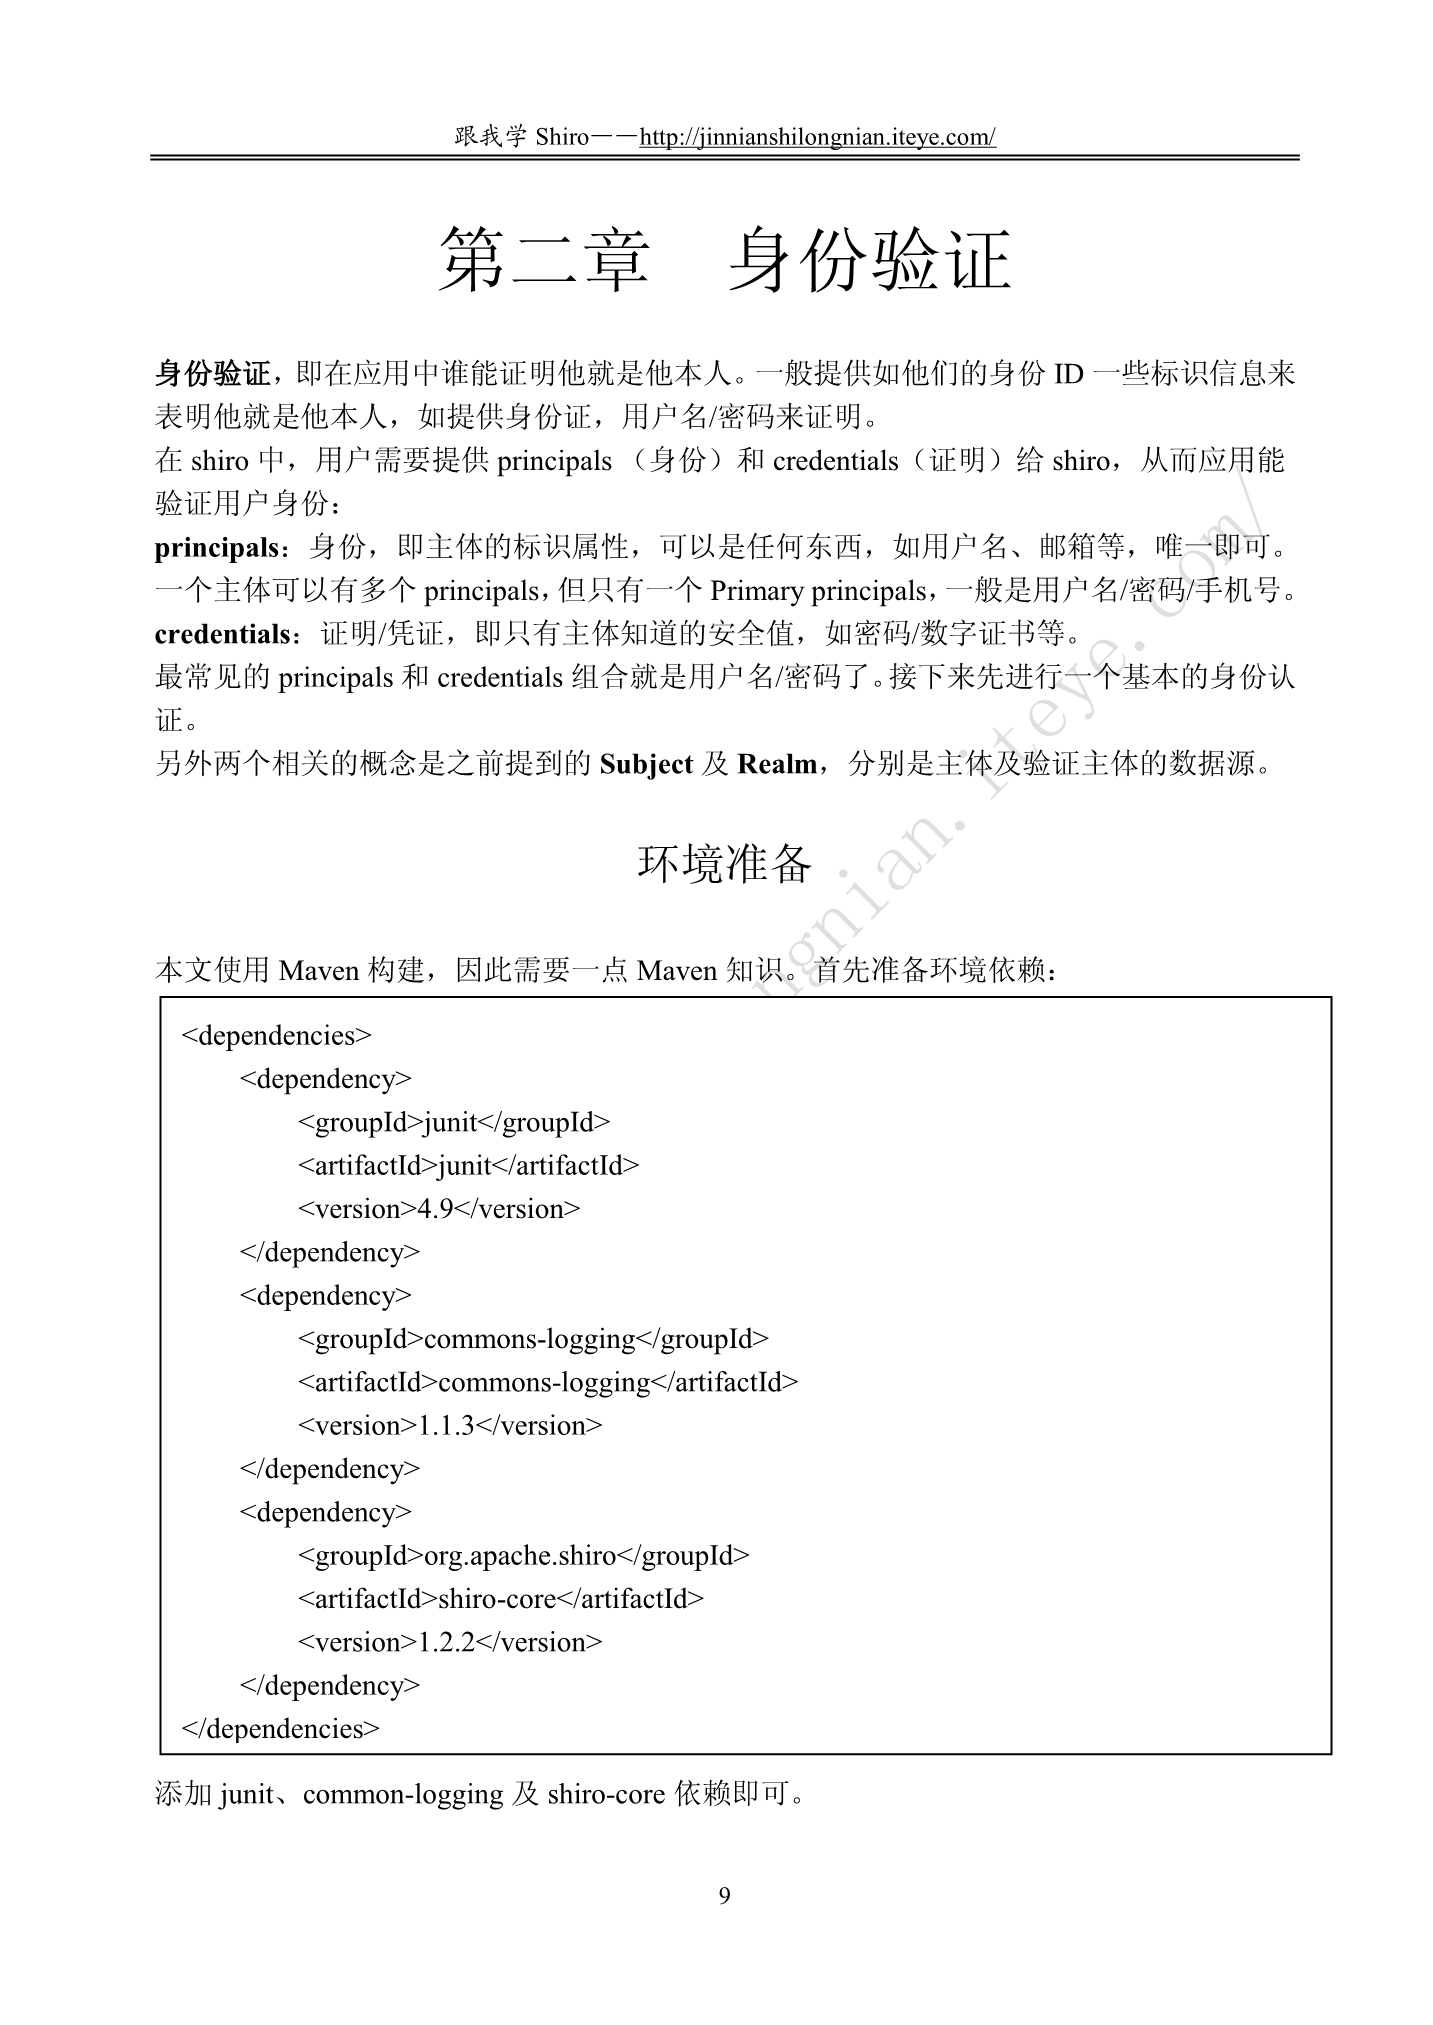 跟我学 Shiro——http://jinnianshilongnian.iteye.com/
第二章　身份验证
身份验证，即在应用中谁能证明他就是他本人。一般提供如他们的身份 ID 一些标识信息来
表明他就是他本人，如提供身份证，用户名/密码来证明。
在 shiro 中，用户需要提供 principals （身份）和 credentials（证明）给 shiro，从而应用能
验证用户身份：
principals：身份，即主体的标识属性，可以是任何东西，如用户名、邮箱等，唯一即可。
一个主体可以有多个 principals，但只有一个 Primary principals，一般是用户名/密码/手机号。
credentials：证明/凭证，即只有主体知道的安全值，如密码/数字证书等。
最常见的 principals 和 credentials 组合就是用户名/密码了。接下来先进行一个基本的身份认
证。
另外两个相关的概念是之前提到的 Subject 及 Realm，分别是主体及验证主体的数据源。
环境准备
本文使用 Maven 构建，因此需要一点 Maven 知识。首先准备环境依赖：
<dependencies>
<dependency>
<groupId>junit</groupId>
<artifactId>junit</artifactId>
<version>4.9</version>
</dependency>
<dependency>
<groupId>commons-logging</groupId>
<artifactId>commons-logging</artifactId>
<version>1.1.3</version>
</dependency>
<dependency>
<groupId>org.apache.shiro</groupId>
<artifactId>shiro-core</artifactId>
<version>1.2.2</version>
</dependency>
</dependencies>
添加 junit、common-logging 及 shiro-core 依赖即可。
9
ngnian.iteye.com/